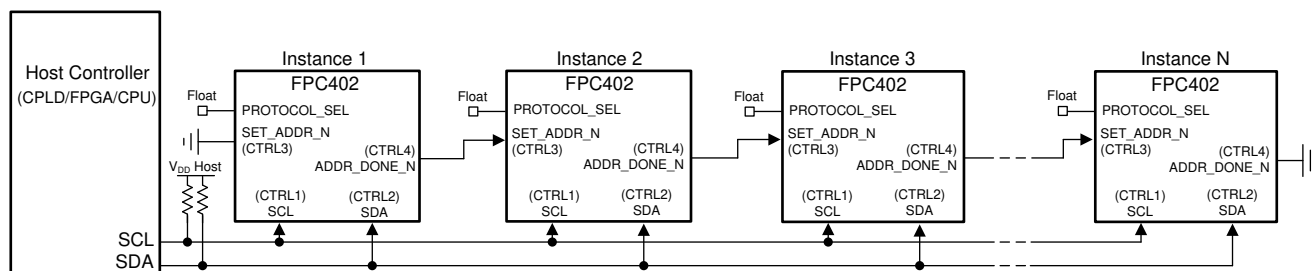 Host Controller
(CPLD/FPGA/CPU)
V_DD Host
SCL
SDA
Instance 1
FPC402
Float
PROTOCOL_SEL
SET_ADDR_N
(CTRL3)
(CTRL4)
ADDR_DONE_N
(CTRL1) (CTRL2)
SCL SDA
Instance 2
FPC402
Float
PROTOCOL_SEL
SET_ADDR_N
(CTRL3)
(CTRL4)
ADDR_DONE_N
(CTRL1) (CTRL2)
SCL SDA
Instance 3
FPC402
Float
PROTOCOL_SEL
SET_ADDR_N
(CTRL3)
(CTRL4)
ADDR_DONE_N
(CTRL1) (CTRL2)
SCL SDA
Instance N
FPC402
Float
PROTOCOL_SEL
SET_ADDR_N
(CTRL3)
(CTRL4)
ADDR_DONE_N
(CTRL1) (CTRL2)
SCL SDA